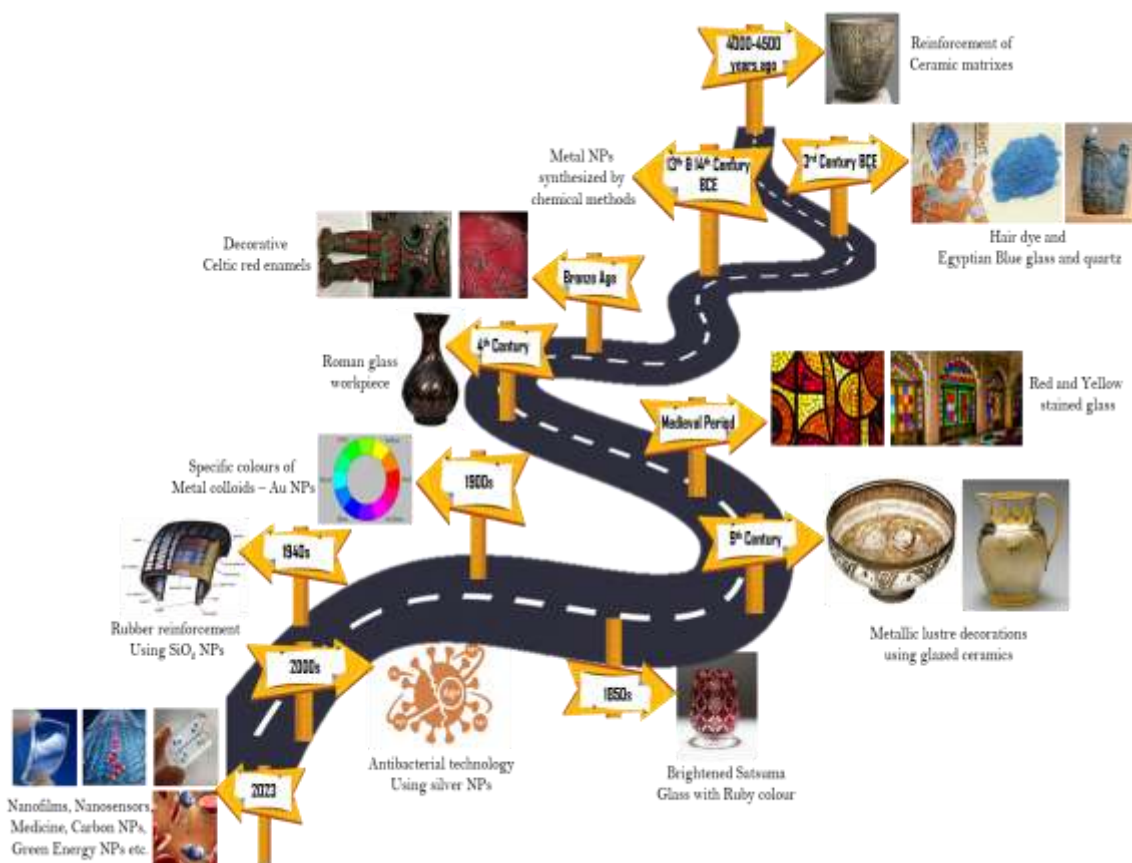 4000-4500
years ago
Reinforcement of
Ceramic matrixes
3rd Century BCE
Hair dye and
Egyptian Blue glass and quartz
Metal NPs
synthesized by
chemical methods
13th & 14th Century
BCE
Decorative
Celtic red enamels
Bronze Age
Roman glass
workpiece
4th Century
Medieval Period
Red and Yellow
stained glass
Specific colours of
Metal colloids – Au NPs
1900s
9th Century
Metallic lustre decorations
using glazed ceramics
1940s
Rubber reinforcement
Using SiO₂ NPs
2000s
Antibacterial technology
Using silver NPs
1850s
Brightened Satsuma
Glass with Ruby colour
2023
Nanofilms, Nanosensors,
Medicine, Carbon NPs,
Green Energy NPs etc.